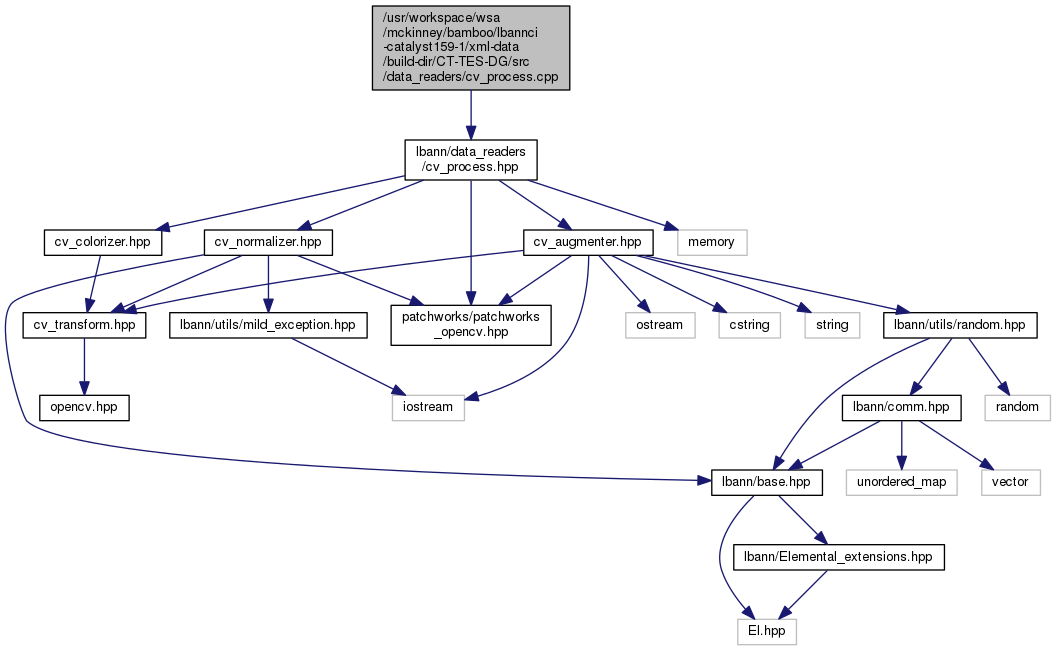 /usr/workspace/wsa
/mckinney/bamboo/lbannci
-catalyst159-1/xml-data
/build-dir/CT-TES-DG/src
/data_readers/cv_process.cpp
lbann/data_readers
/cv_process.hpp
cv_colorizer.hpp
cv_normalizer.hpp
cv_augmenter.hpp
memory
cv_transform.hpp
lbann/utils/mild_exception.hpp
patchworks/patchworks
_opencv.hpp
ostream
cstring
string
lbann/utils/random.hpp
opencv.hpp
iostream
lbann/comm.hpp
random
lbann/base.hpp
unordered_map
vector
lbann/Elemental_extensions.hpp
El.hpp